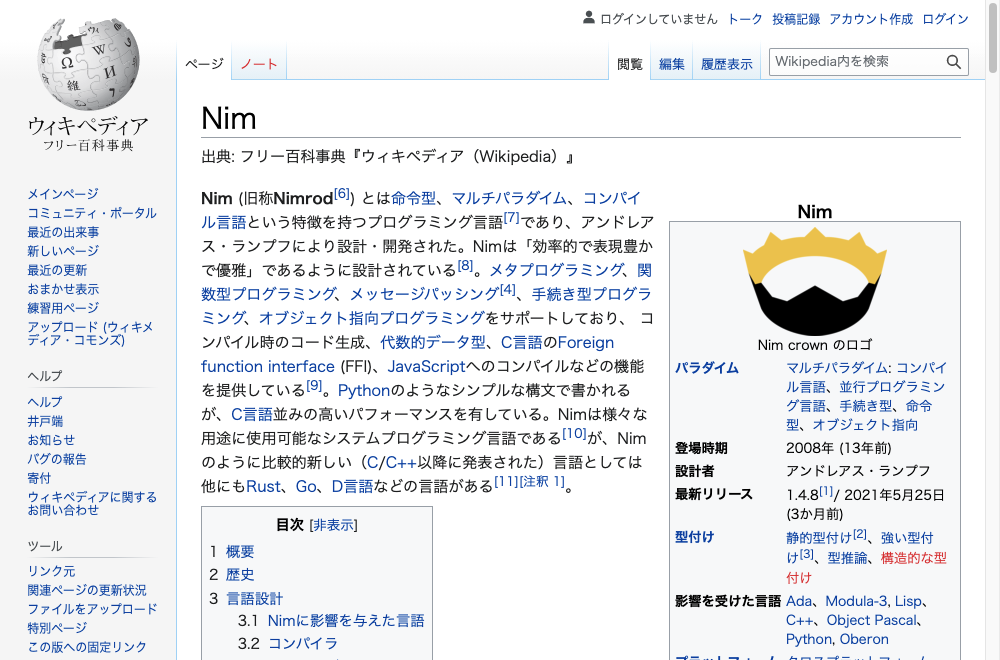 ログインしていません トーク 投稿記録 アカウント作成 ログイン
ページ ノート 閲覧 編集 履歴表示 Wikipedia内を検索
ウィキペディア
フリー百科事典
メインページ
コミュニティ・ポータル
最近の出来事
新しいページ
最近の更新
おまかせ表示
練習用ページ
アップロード (ウィキメ
ディア・コモンズ)
ヘルプ
ヘルプ
井戸端
お知らせ
バグの報告
寄付
ウィキペディアに関する
お問い合わせ
ツール
リンク元
関連ページの更新状況
ファイルをアップロード
特別ページ
この版への固定リンク
Nim
出典: フリー百科事典『ウィキペディア（Wikipedia）』
Nim (旧称Nimrod[6]) とは命令型、マルチパラダイム、コンパイ
ル言語という特徴を持つプログラミング言語[7]であり、アンドレア
ス・ランプフにより設計・開発された。Nimは「効率的で表現豊か
で優雅」であるように設計されている[8]。メタプログラミング、関
数型プログラミング、メッセージパッシング[4]、手続き型プログラ
ミング、オブジェクト指向プログラミングをサポートしており、 コ
ンパイル時のコード生成、代数的データ型、C言語のForeign
function interface (FFI)、JavaScriptへのコンパイルなどの機能
を提供している[9]。Pythonのようなシンプルな構文で書かれる
が、C言語並みの高いパフォーマンスを有している。Nimは様々な
用途に使用可能なシステムプログラミング言語である[10]が、Nim
のように比較的新しい（C/C++以降に発表された）言語としては
他にもRust、Go、D言語などの言語がある[11][注釈 1]。
目次 [非表示]
1 概要
2 歴史
3 言語設計
3.1 Nimに影響を与えた言語
3.2 コンパイラ
Nim
Nim crown のロゴ
パラダイム マルチパラダイム: コンパイ
ル言語、並行プログラミン
グ言語、手続き型、命令
型、オブジェクト指向
登場時期 2008年 (13年前)
設計者 アンドレアス・ランプフ
最新リリース 1.4.8[1]/ 2021年5月25日
(3か月前)
型付け 静的型付け[2]、強い型付
け[3]、型推論、構造的な型
付け
影響を受けた言語 Ada、Modula-3, Lisp、
C++、Object Pascal、
Python, Oberon
プラットフォーム クロスプラットフォーム